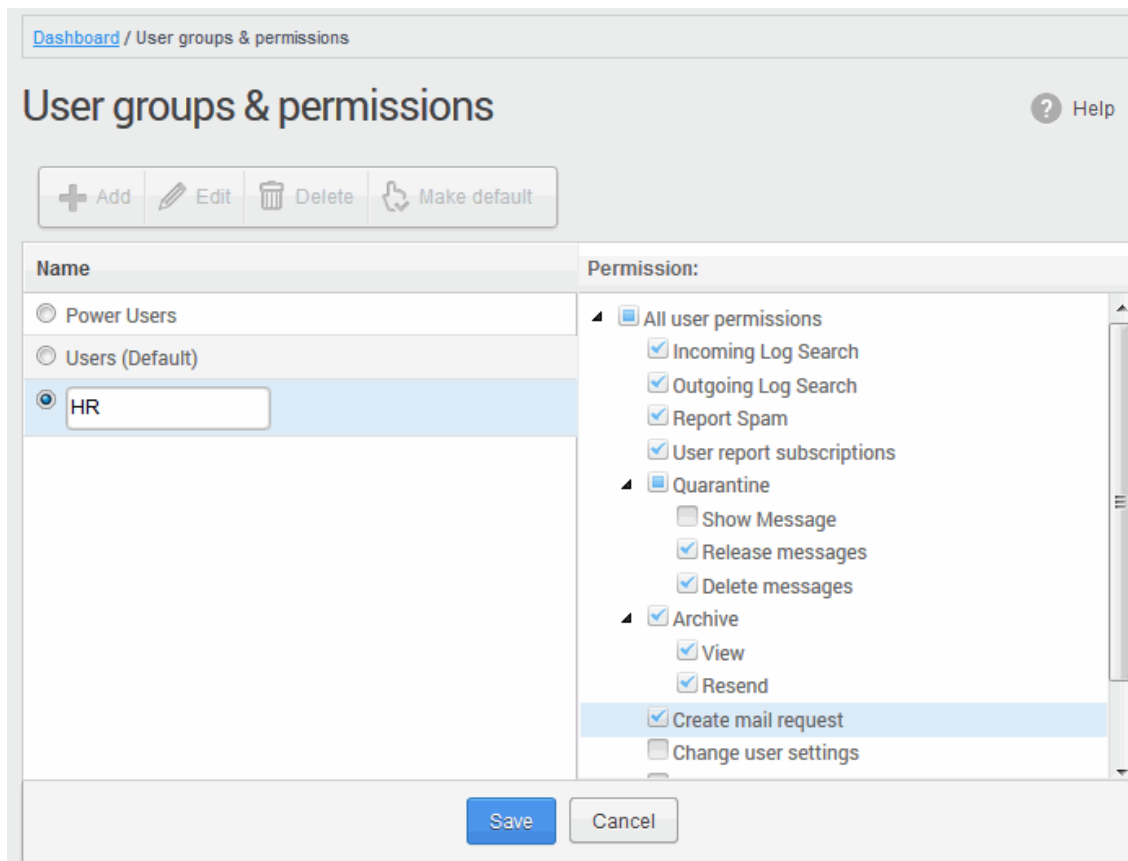 Dashboard / User groups & permissions
User groups & permissions
Help
Add Edit Delete Make default
Name
Permission:
Power Users
Users (Default)
HR
All user permissions
Incoming Log Search
Outgoing Log Search
Report Spam
User report subscriptions
Quarantine
Show Message
Release messages
Delete messages
Archive
View
Resend
Create mail request
Change user settings
Save
Cancel